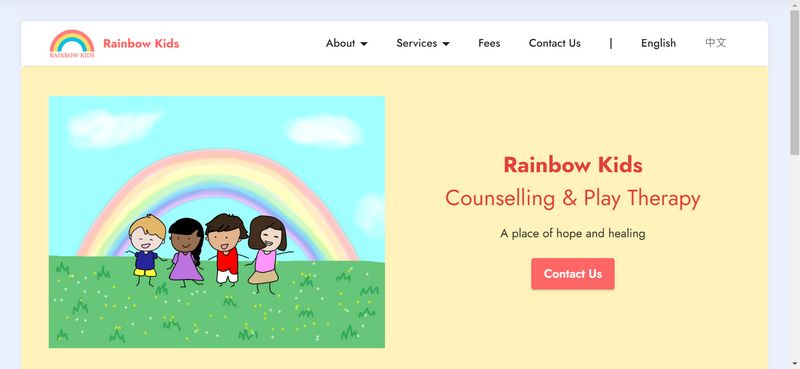 RAINBOW KIDS
Rainbow Kids
About
Services
Fees
Contact Us
|
English
中文
Rainbow Kids
Counselling & Play Therapy
A place of hope and healing
Contact Us